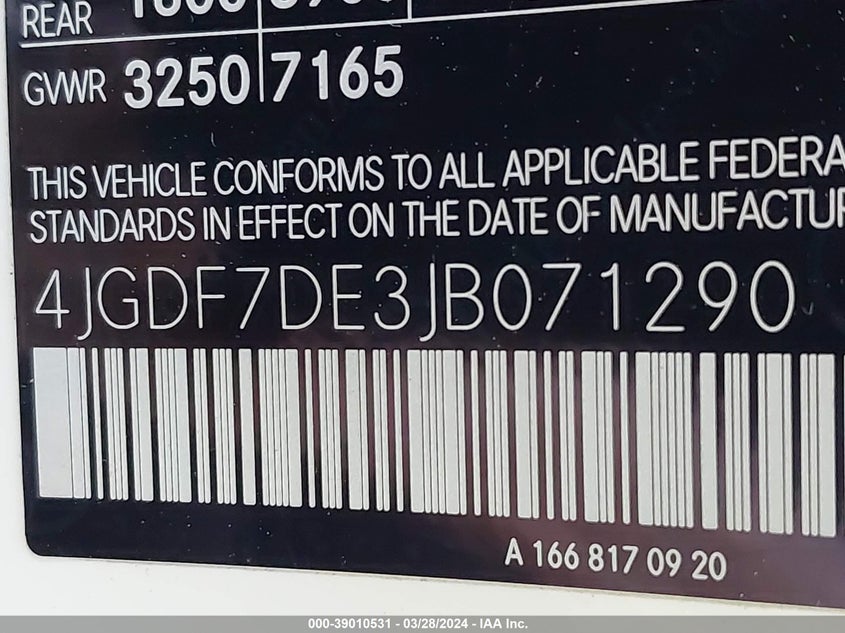 REAR
GVWR 3250 7165
THIS VEHICLE CONFORMS TO ALL APPLICABLE FEDERA
STANDARDS IN EFFECT ON THE DATE OF MANUFACTUR
4JGDF7DE3JB071290
A 166 817 09 20
000-39010531 - 03/28/2024 - IAA Inc.